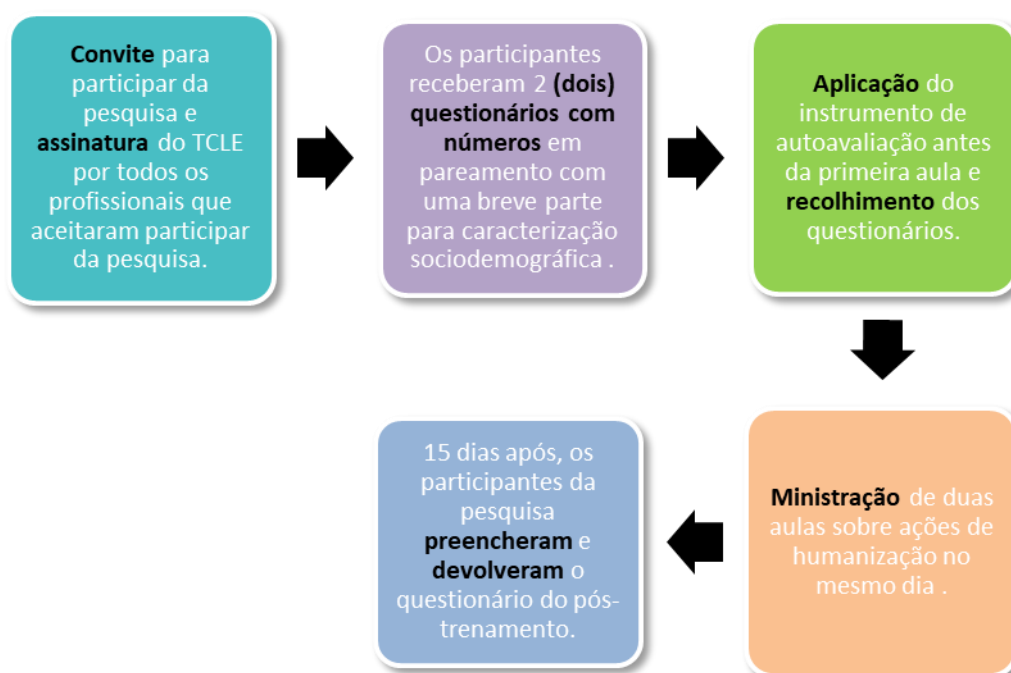 Convite para
participar da
pesquisa e
assinatura do TCLE
por todos os
profissionais que
aceitaram participar
da pesquisa.
Os participantes
receberam 2 (dois)
questionários com
números em
pareamento com
uma breve parte
para caracterização
sociodemográfica .
Aplicação do
instrumento de
autoavaliação antes
da primeira aula e
recolhimento dos
questionários.
Ministração de duas
aulas sobre ações de
humanização no
mesmo dia .
15 dias após, os
participantes da
pesquisa
preencheram e
devolveram o
questionário do pós-
trenamento.